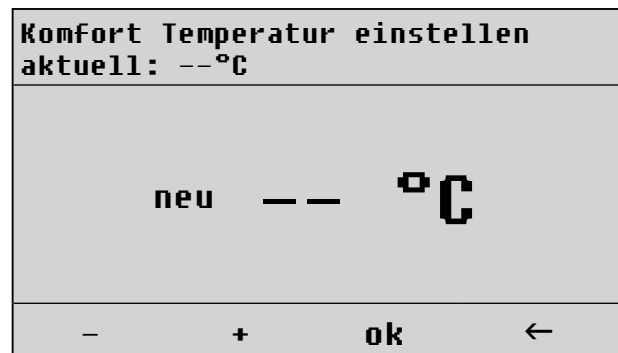 Komfort Temperatur einstellen
aktuell: --°C
neu -- °C
- + ok ←